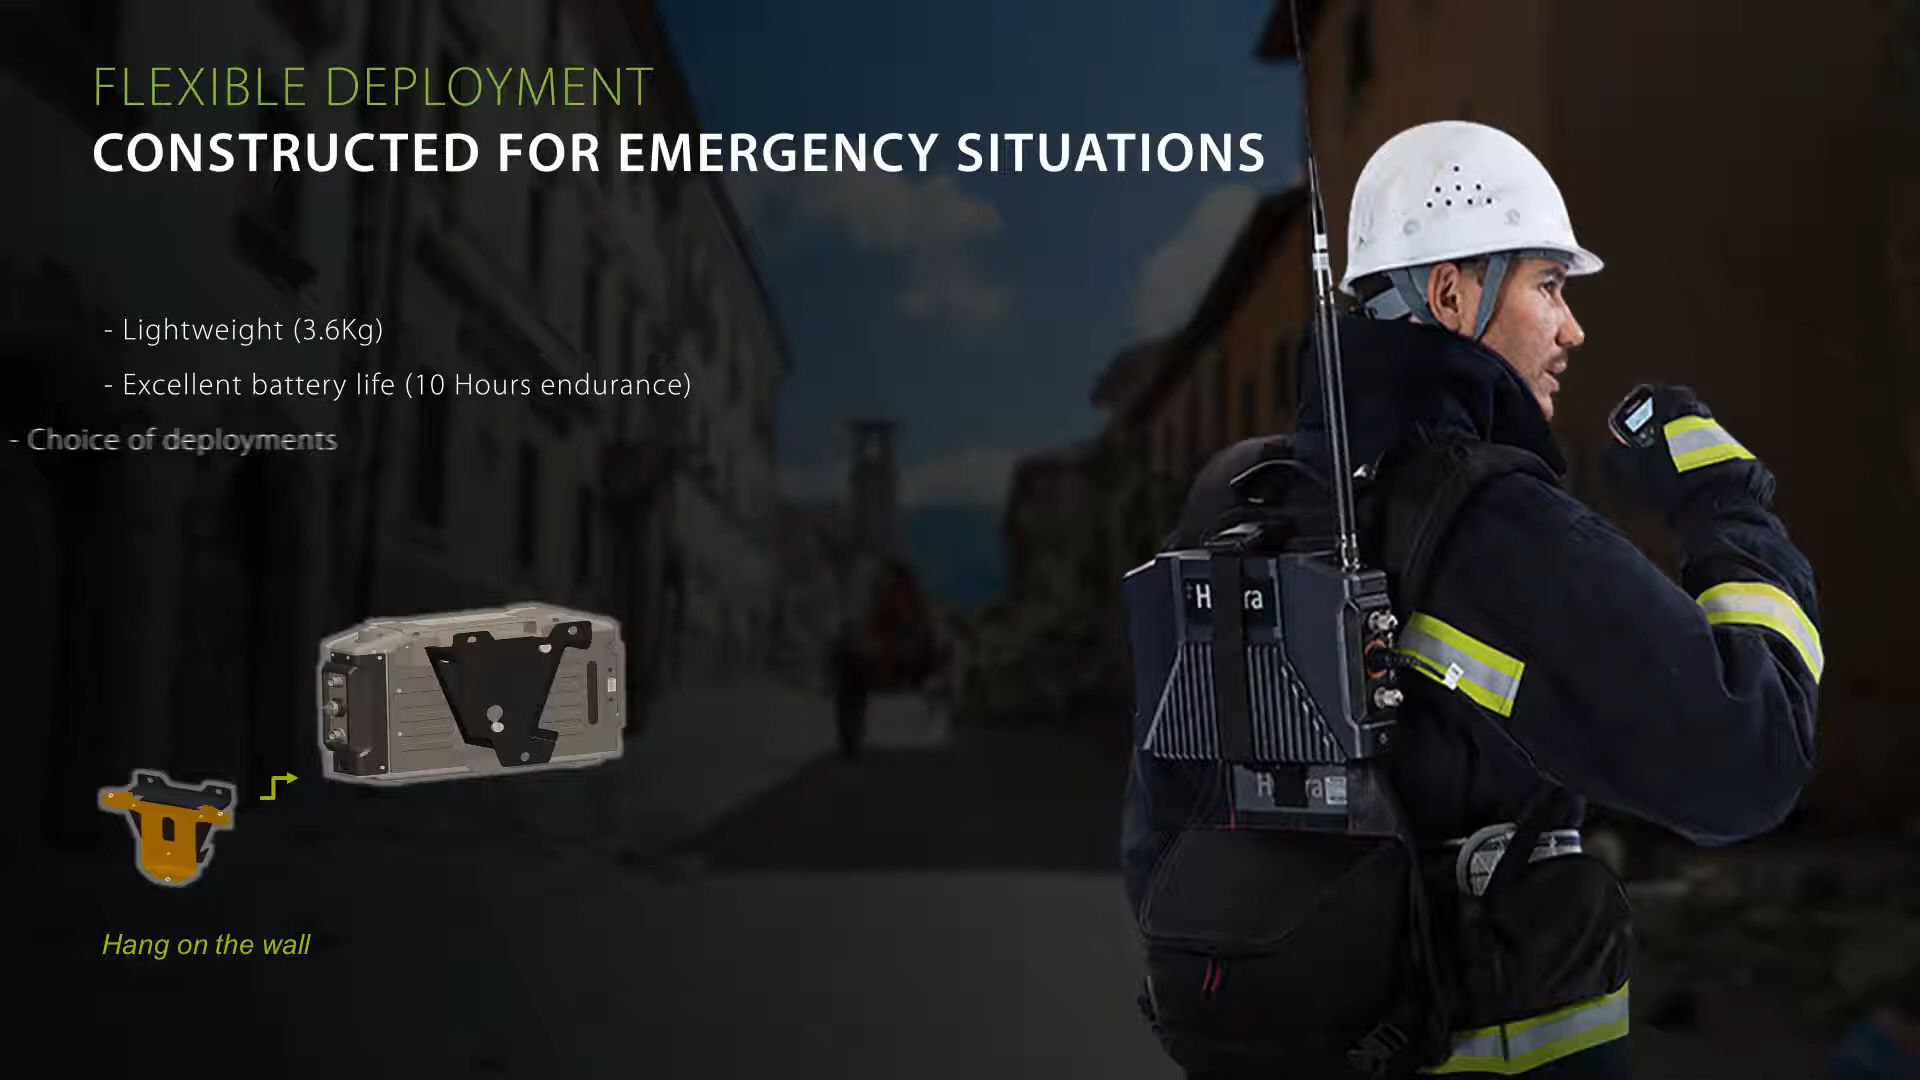 FLEXIBLE DEPLOYMENT
CONSTRUCTED FOR EMERGENCY SITUATIONS
- Lightweight (3.6Kg)
- Excellent battery life (10 Hours endurance)
- Choice of deployments
Hang on the wall